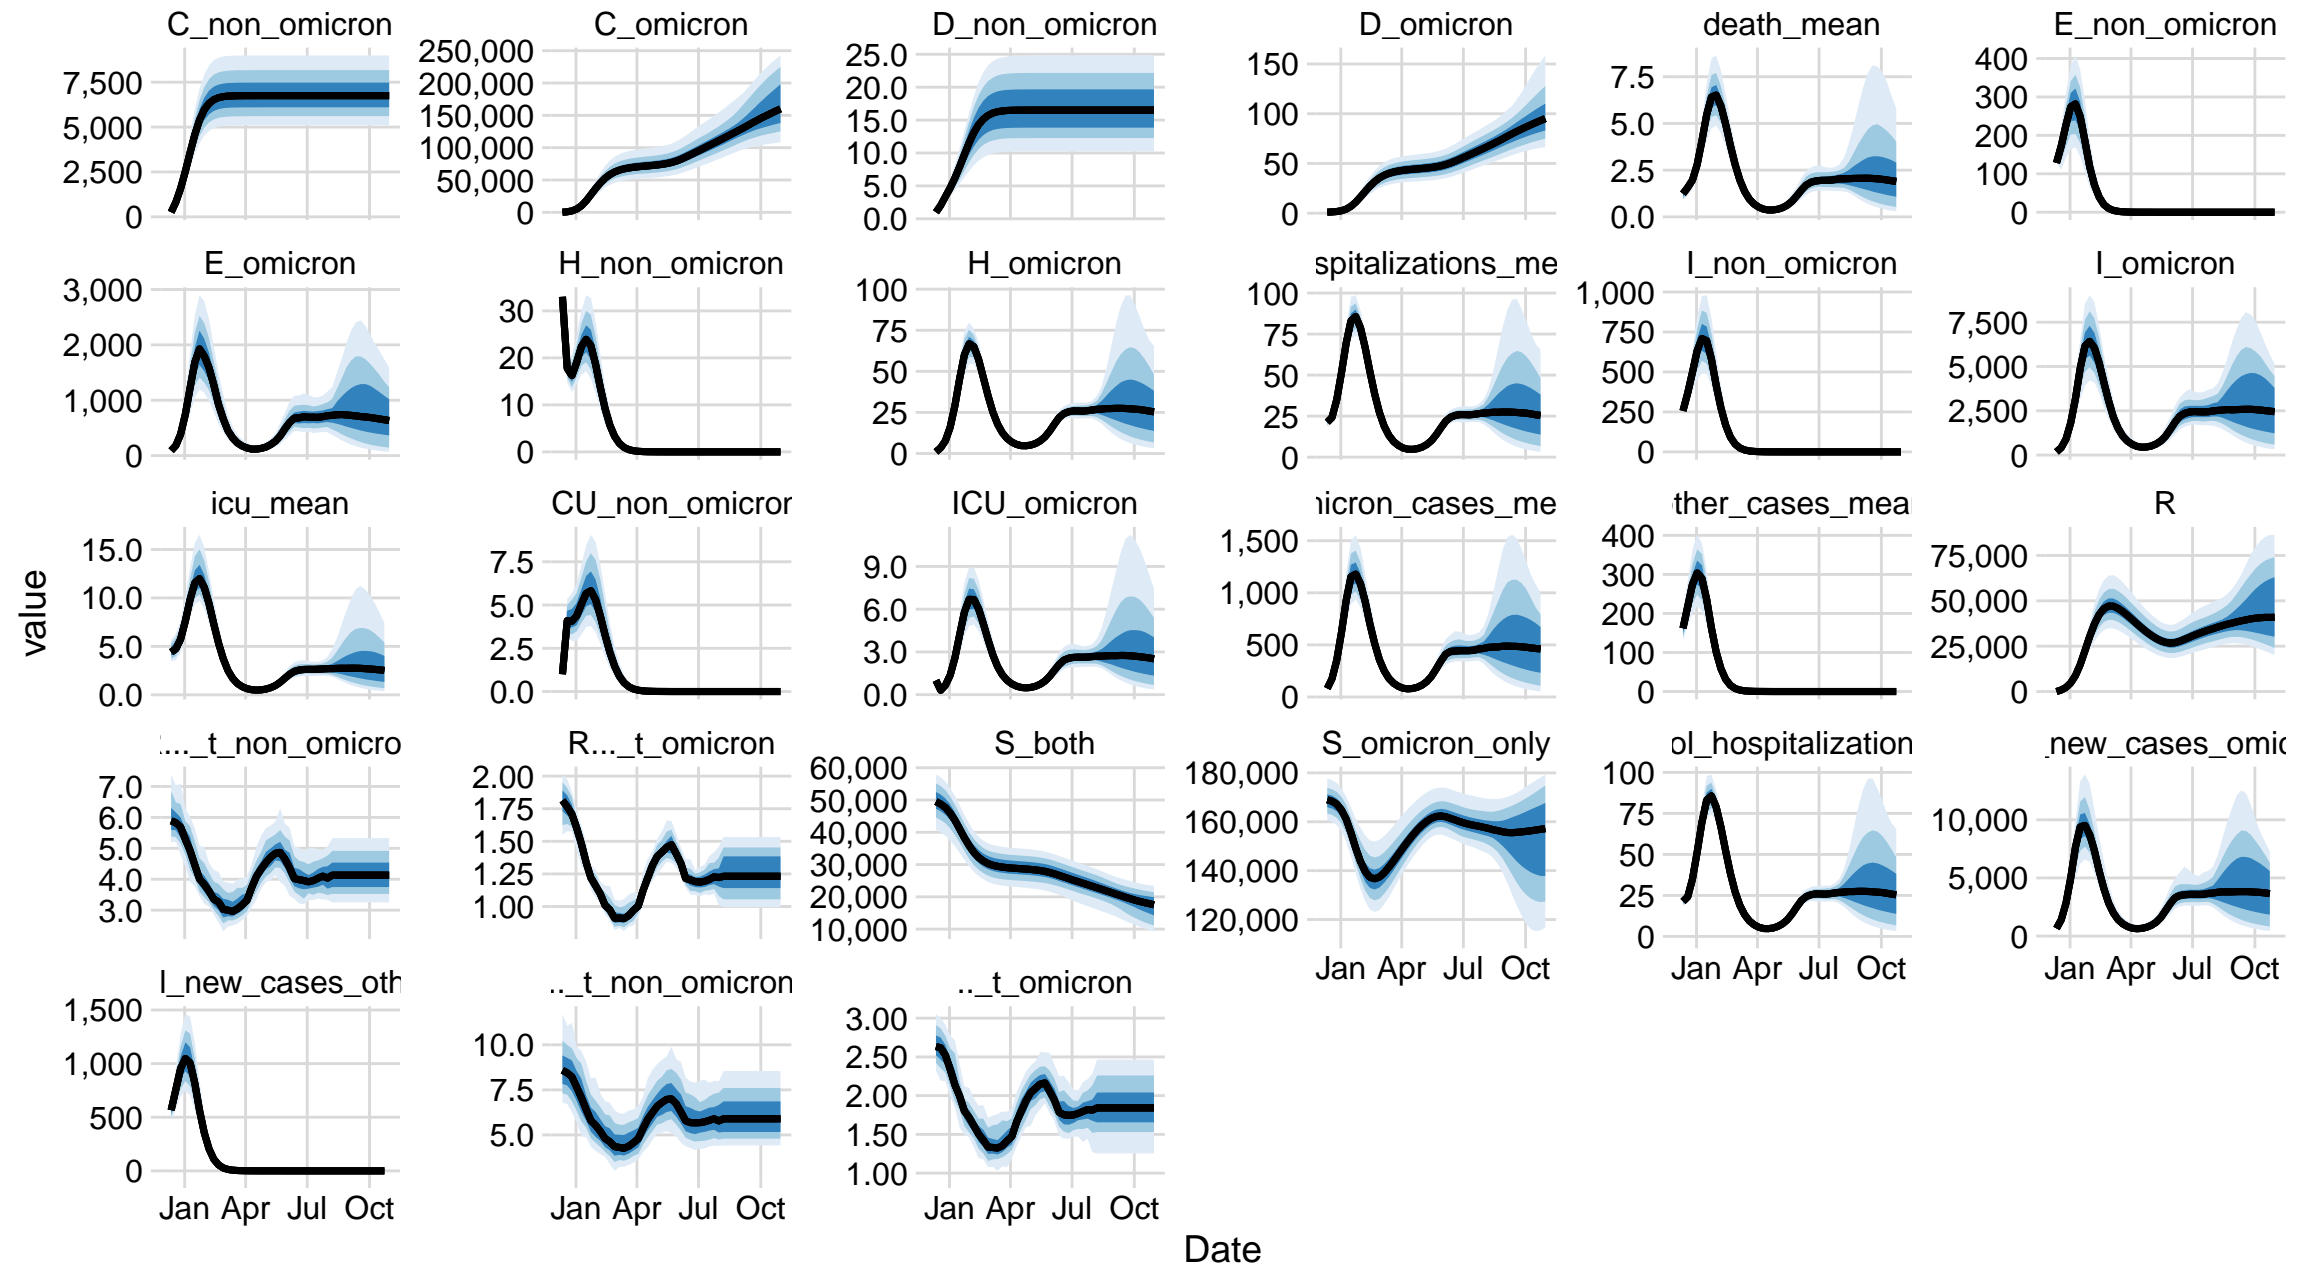 C_non_omicron C_omicron D_non_omicron D_omicron death_mean E_non_omicron
7,500 5,000 2,500 0
250,000 200,000 150,000 100,000 50,000 0
25.0 20.0 15.0 10.0 5.0 0.0
150 100 50 0
7.5 5.0 2.5 0.0
400 300 200 100 0
E_omicron H_non_omicron H_omicron spitalizations_me I_non_omicron I_omicron
3,000 2,000 1,000 0
30 20 10 0
100 75 50 25 0
100 75 50 25 0
1,000 750 500 250 0
7,500 5,000 2,500 0
icu_mean CU_non_omicron ICU_omicron nicron_cases_me ther_cases_mear R
15.0 10.0 5.0 0.0
7.5 5.0 2.5 0.0
9.0 6.0 3.0 0.0
1,500 1,000 500 0
400 300 200 100 0
75,000 50,000 25,000 0
..._t_non_omicro R..._t_omicron S_both S_omicron_only ol_hospitalization _new_cases_omic
7.0 6.0 5.0 4.0 3.0
2.00 1.75 1.50 1.25 1.00
60,000 50,000 40,000 30,000 20,000 10,000
180,000 160,000 140,000 120,000
100 75 50 25 0
10,000 5,000 0
Jan Apr Jul Oct Jan Apr Jul Oct Jan Apr Jul Oct
l_new_cases_oth .._t_non_omicron .._t_omicron
1,500 1,000 500 0
10.0 7.5 5.0
3.00 2.50 2.00 1.50 1.00
Jan Apr Jul Oct Jan Apr Jul Oct Jan Apr Jul Oct
value
Date